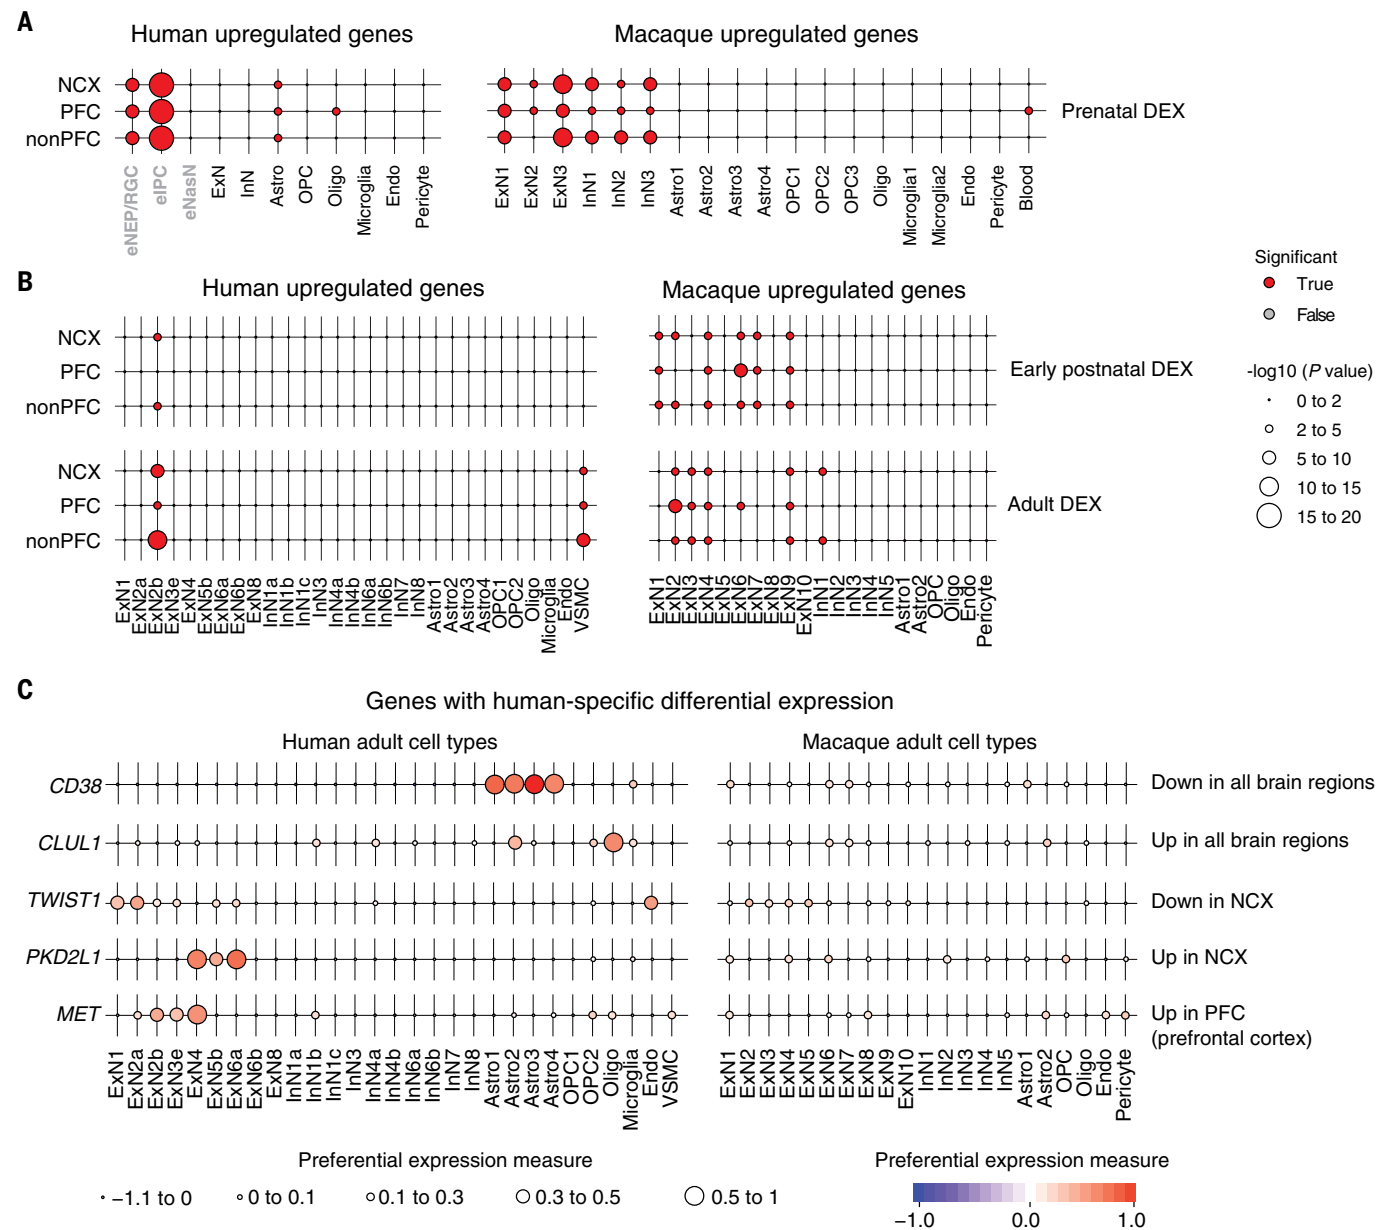 A
Human upregulated genes
Macaque upregulated genes
NCX
PFC
nonPFC
Prenatal DEX
eNEP/RGC
eIPC
eNasN
ExN
InN
Astro
OPC
Oligo
Microglia
Endo
Pericyte
ExN1
ExN2
ExN3
InN1
InN2
InN3
Astro1
Astro2
Astro3
Astro4
OPC1
OPC2
OPC3
Oligo
Microglia1
Microglia2
Endo
Pericyte
Blood
B
Human upregulated genes
Macaque upregulated genes
NCX
PFC
nonPFC
Early postnatal DEX
NCX
PFC
nonPFC
Adult DEX
ExN1
ExN2a
ExN2b
ExN3e
ExN4
ExN5b
ExN6a
ExN6b
ExN8
InN1a
InN1b
InN1c
InN3
InN4a
InN4b
InN6a
InN6b
InN7
InN8
Astro1
Astro2
Astro3
Astro4
OPC1
OPC2
Oligo
Microglia
Endo
VSMC
ExN1
ExN2
ExN3
ExN4
ExN5
ExN6
ExN7
ExN8
ExN9
ExN10
InN1
InN2
InN3
InN4
InN5
Astro1
Astro2
OPC
Oligo
Endo
Pericyte
Significant
True
False
-log10 (P value)
0 to 2
2 to 5
5 to 10
10 to 15
15 to 20
C
Genes with human-specific differential expression
Human adult cell types
Macaque adult cell types
CD38
Down in all brain regions
CLUL1
Up in all brain regions
TWIST1
Down in NCX
PKD2L1
Up in NCX
MET
Up in PFC
(prefrontal cortex)
ExN1
ExN2a
ExN2b
ExN3e
ExN4
ExN5b
ExN6a
ExN6b
ExN8
InN1a
InN1b
InN1c
InN3
InN4a
InN4b
InN6a
InN6b
InN7
InN8
Astro1
Astro2
Astro3
Astro4
OPC1
OPC2
Oligo
Microglia
Endo
VSMC
ExN1
ExN2
ExN3
ExN4
ExN5
ExN6
ExN7
ExN8
ExN9
ExN10
InN1
InN2
InN3
InN4
InN5
Astro1
Astro2
OPC
Oligo
Endo
Pericyte
Preferential expression measure
−1.1 to 0
0 to 0.1
0.1 to 0.3
0.3 to 0.5
0.5 to 1
Preferential expression measure
−1.0
0.0
1.0